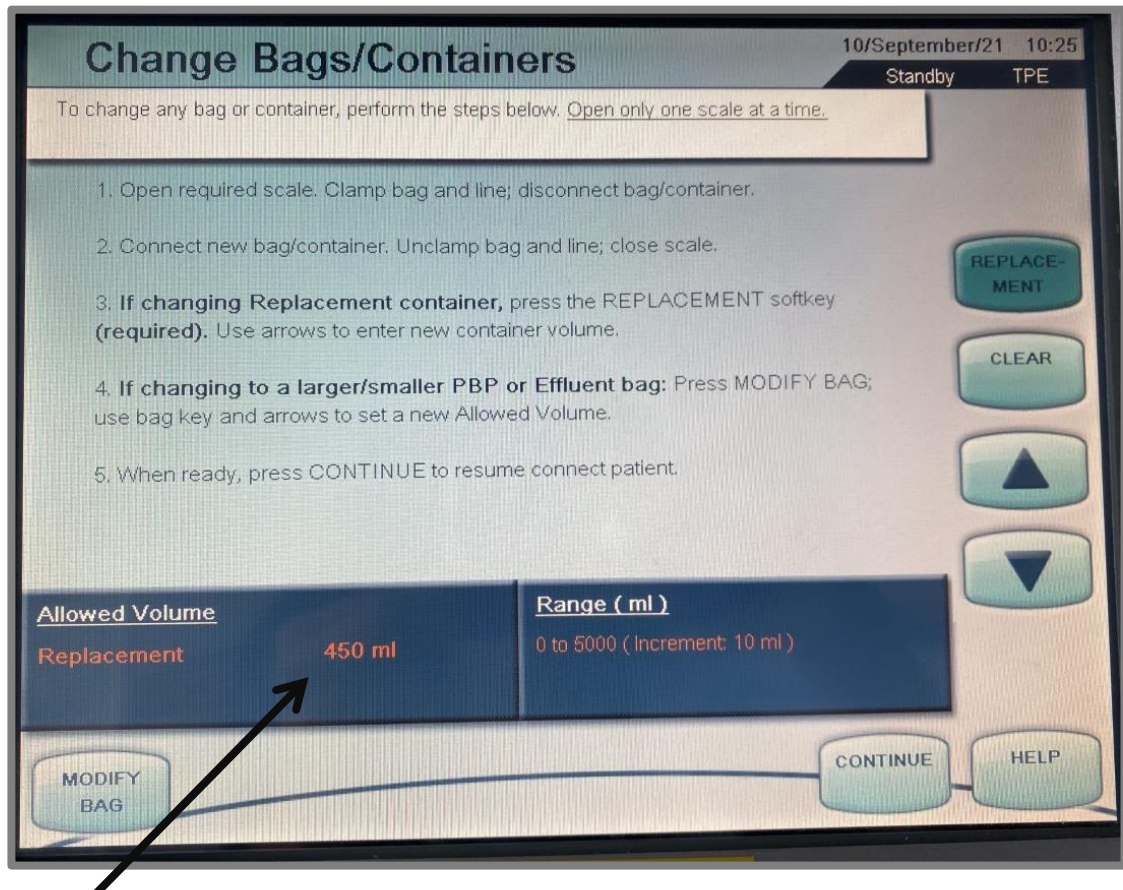 Change Bags/Containers
10/September/21 10:25
Standby TPE
To change any bag or container, perform the steps below. Open only one scale at a time.
1. Open required scale. Clamp bag and line; disconnect bag/container.
2. Connect new bag/container. Unclamp bag and line; close scale.
3. If changing Replacement container, press the REPLACEMENT softkey
(required). Use arrows to enter new container volume.
4. If changing to a larger/smaller PBP or Effluent bag: Press MODIFY BAG;
use bag key and arrows to set a new Allowed Volume.
5. When ready, press CONTINUE to resume connect patient.
REPLACE-
MENT
CLEAR
Allowed Volume
Replacement 450 ml
Range ( ml )
0 to 5000 ( Increment: 10 ml )
MODIFY
BAG
CONTINUE
HELP